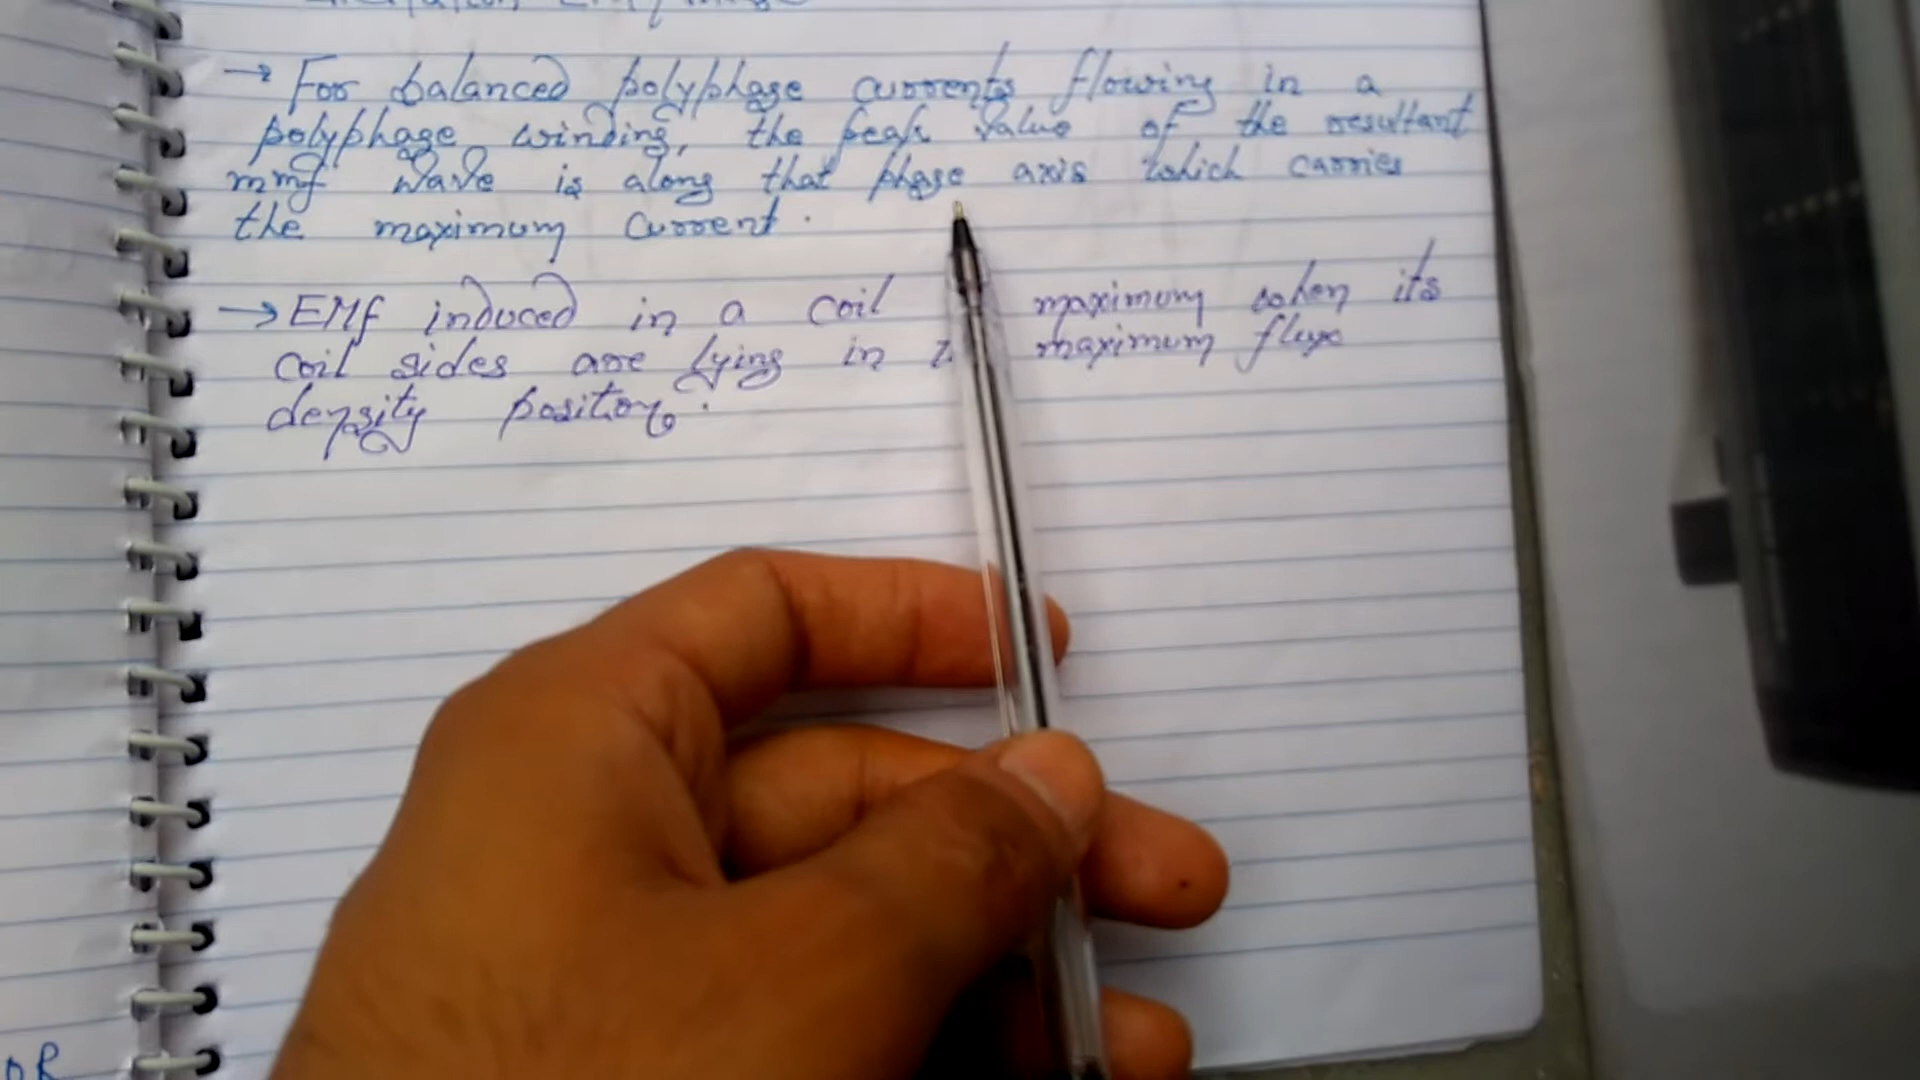 → For balanced polyphase currents flowing in a
polyphase winding, the peak value of the resultant
mmf wave is along that phase axis which carries
the maximum current.
→ EMf induced in a coil maximum when its
coil sides are lying in maximum flux
density position.
OR